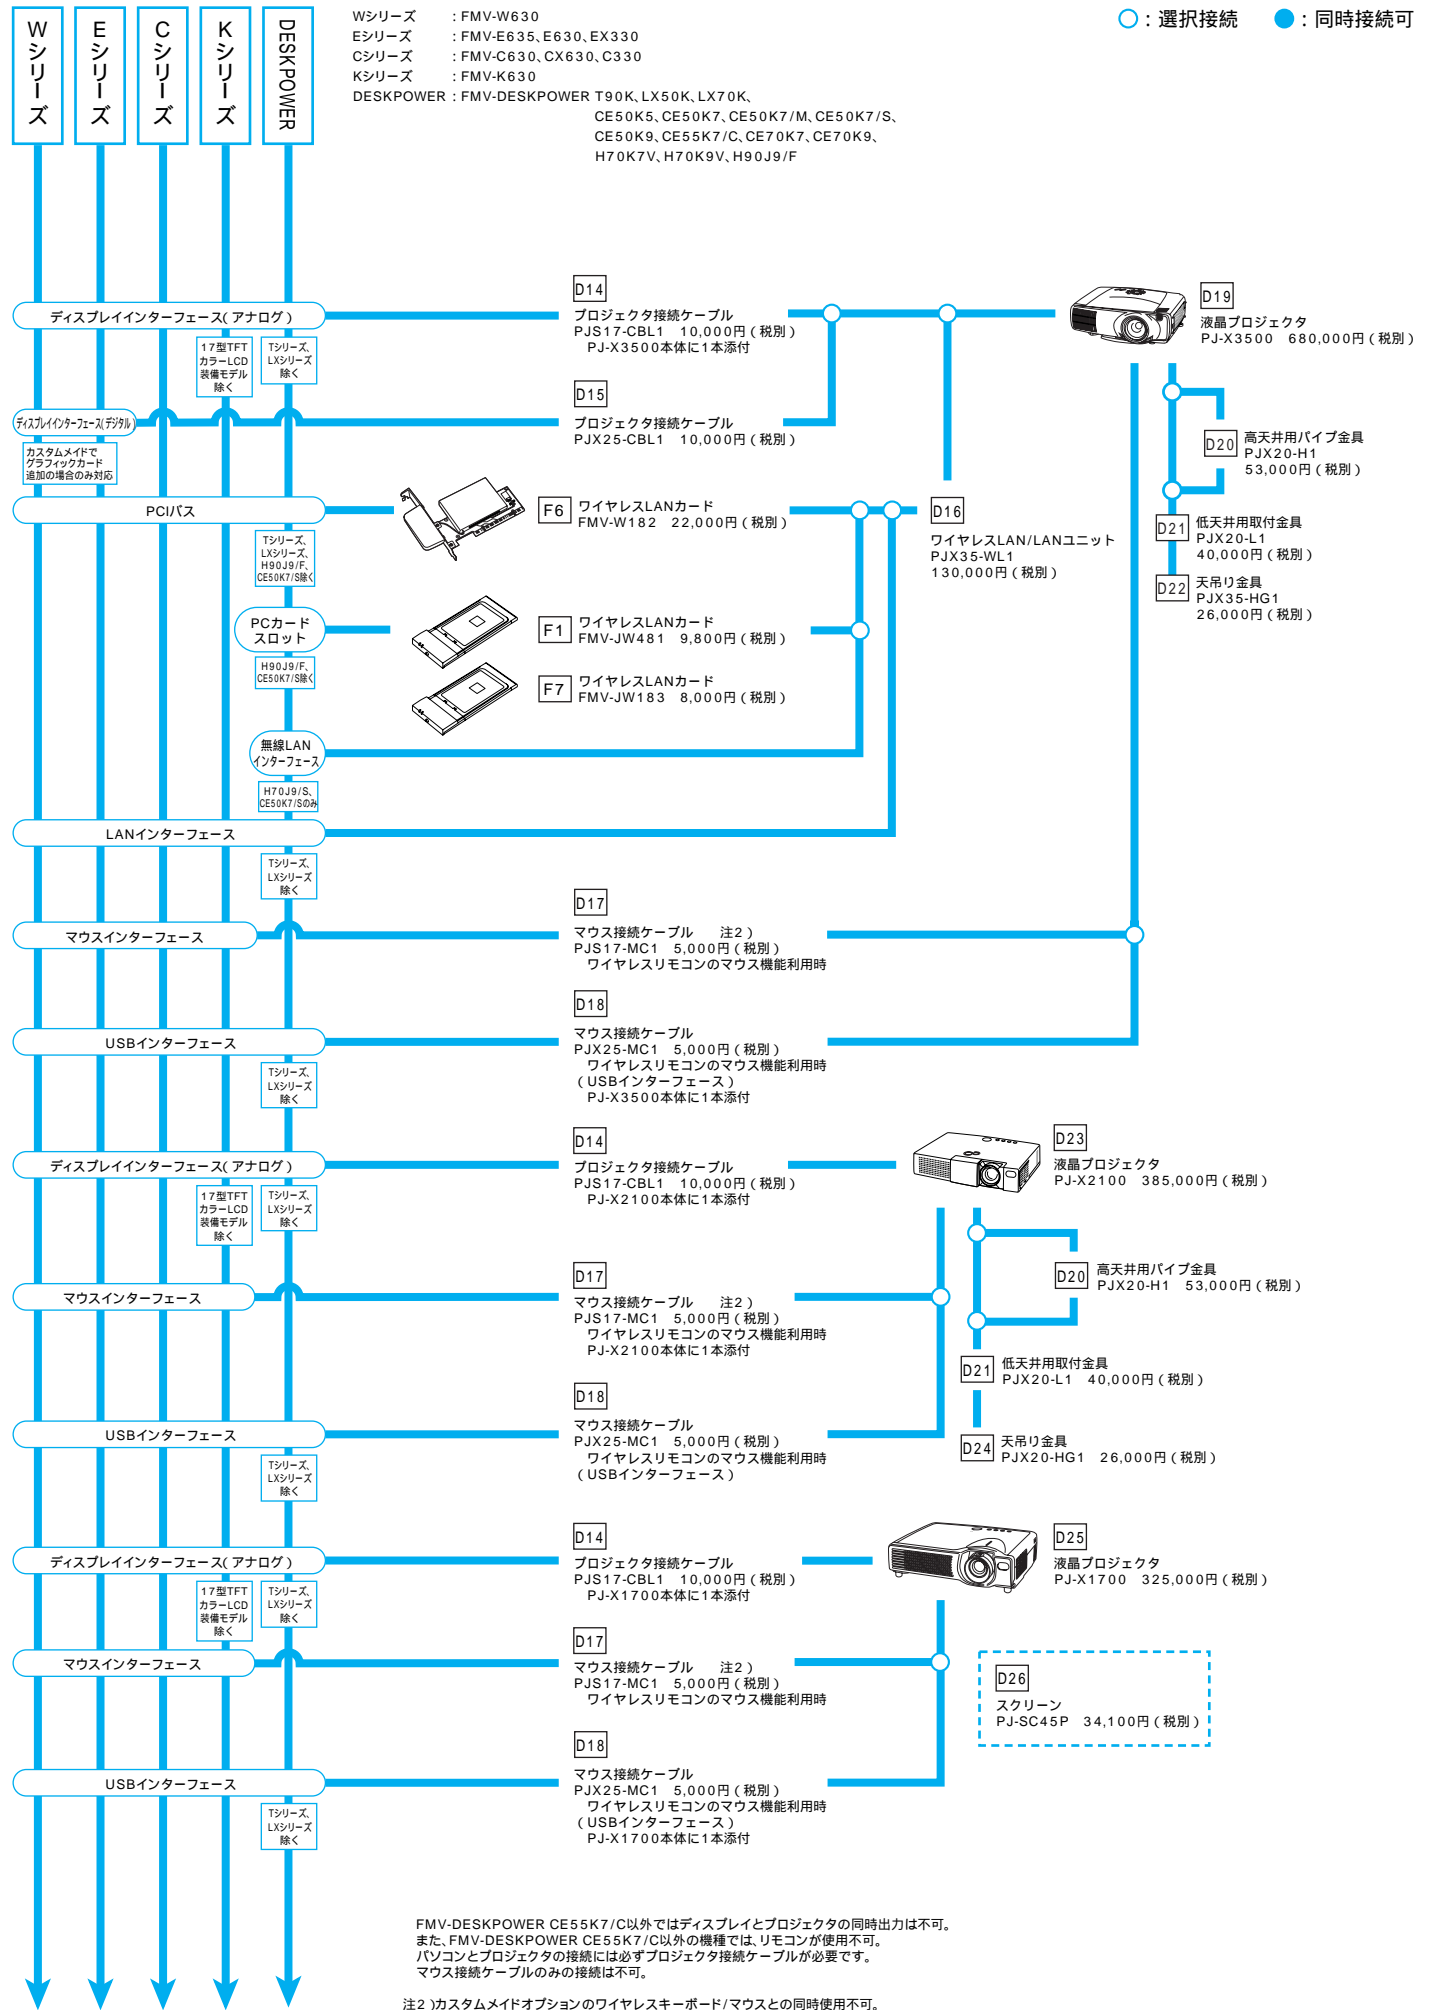 Wシリーズ
Eシリーズ
Cシリーズ
Kシリーズ
DESKPOWER
Wシリーズ : FMV-W630
Eシリーズ : FMV-E635、E630、EX330
Cシリーズ : FMV-C630、CX630、C330
Kシリーズ : FMV-K630
DESKPOWER : FMV-DESKPOWER T90K、LX50K、LX70K、
CE50K5、CE50K7、CE50K7/M、CE50K7/S、
CE50K9、CE55K7/C、CE70K7、CE70K9、
H70K7V、H70K9V、H90J9/F
○：選択接続 ●：同時接続可
ディスプレイインターフェース(アナログ)
17型TFT
カラーLCD
装備モデル
除く
Tシリーズ、
LXシリーズ
除く
D14
プロジェクタ接続ケーブル
PJS17-CBL1 10,000円(税別)
PJ-X3500本体に1本添付
D19
液晶プロジェクタ
PJ-X3500 680,000円(税別)
ディスプレイインターフェース(デジタル)
カスタムメイドで
グラフィックカード
追加の場合のみ対応
D15
プロジェクタ接続ケーブル
PJX25-CBL1 10,000円(税別)
D20
高天井用パイプ金具
PJX20-H1
53,000円(税別)
D21
低天井用取付金具
PJX20-L1
40,000円(税別)
D22
天吊り金具
PJX35-HG1
26,000円(税別)
PCIバス
Tシリーズ、
LXシリーズ、
H90J9/F、
CE50K7/S除く
F6
ワイヤレスLANカード
FMV-W182 22,000円(税別)
D16
ワイヤレスLAN/LANユニット
PJX35-WL1
130,000円(税別)
PCカード
スロット
H90J9/F、
CE50K7/S除く
F1
ワイヤレスLANカード
FMV-JW481 9,800円(税別)
F7
ワイヤレスLANカード
FMV-JW183 8,000円(税別)
無線LAN
インターフェース
H70J9/S、
CE50K7/Sのみ
LANインターフェース
Tシリーズ、
LXシリーズ
除く
マウスインターフェース
D17
マウス接続ケーブル 注2)
PJS17-MC1 5,000円(税別)
ワイヤレスリモコンのマウス機能利用時
USBインターフェース
Tシリーズ、
LXシリーズ
除く
D18
マウス接続ケーブル
PJX25-MC1 5,000円(税別)
ワイヤレスリモコンのマウス機能利用時
(USBインターフェース)
PJ-X3500本体に1本添付
ディスプレイインターフェース(アナログ)
17型TFT
カラーLCD
装備モデル
除く
Tシリーズ、
LXシリーズ
除く
D14
プロジェクタ接続ケーブル
PJS17-CBL1 10,000円(税別)
PJ-X2100本体に1本添付
D23
液晶プロジェクタ
PJ-X2100 385,000円(税別)
マウスインターフェース
D17
マウス接続ケーブル 注2)
PJS17-MC1 5,000円(税別)
ワイヤレスリモコンのマウス機能利用時
PJ-X2100本体に1本添付
D20
高天井用パイプ金具
PJX20-H1 53,000円(税別)
D21
低天井用取付金具
PJX20-L1 40,000円(税別)
D24
天吊り金具
PJX20-HG1 26,000円(税別)
USBインターフェース
Tシリーズ、
LXシリーズ
除く
D18
マウス接続ケーブル
PJX25-MC1 5,000円(税別)
ワイヤレスリモコンのマウス機能利用時
(USBインターフェース)
ディスプレイインターフェース(アナログ)
17型TFT
カラーLCD
装備モデル
除く
Tシリーズ、
LXシリーズ
除く
D14
プロジェクタ接続ケーブル
PJS17-CBL1 10,000円(税別)
PJ-X1700本体に1本添付
D25
液晶プロジェクタ
PJ-X1700 325,000円(税別)
マウスインターフェース
D17
マウス接続ケーブル 注2)
PJS17-MC1 5,000円(税別)
ワイヤレスリモコンのマウス機能利用時
D26
スクリーン
PJ-SC45P 34,100円(税別)
USBインターフェース
Tシリーズ、
LXシリーズ
除く
D18
マウス接続ケーブル
PJX25-MC1 5,000円(税別)
ワイヤレスリモコンのマウス機能利用時
(USBインターフェース)
PJ-X1700本体に1本添付
FMV-DESKPOWER CE55K7/C以外ではディスプレイとプロジェクタの同時出力は不可。
また、FMV-DESKPOWER CE55K7/C以外の機種では、リモコンが使用不可。
パソコンとプロジェクタの接続には必ずプロジェクタ接続ケーブルが必要です。
マウス接続ケーブルのみの接続は不可。
注2)カスタムメイドオプションのワイヤレスキーボード/マウスとの同時使用不可。